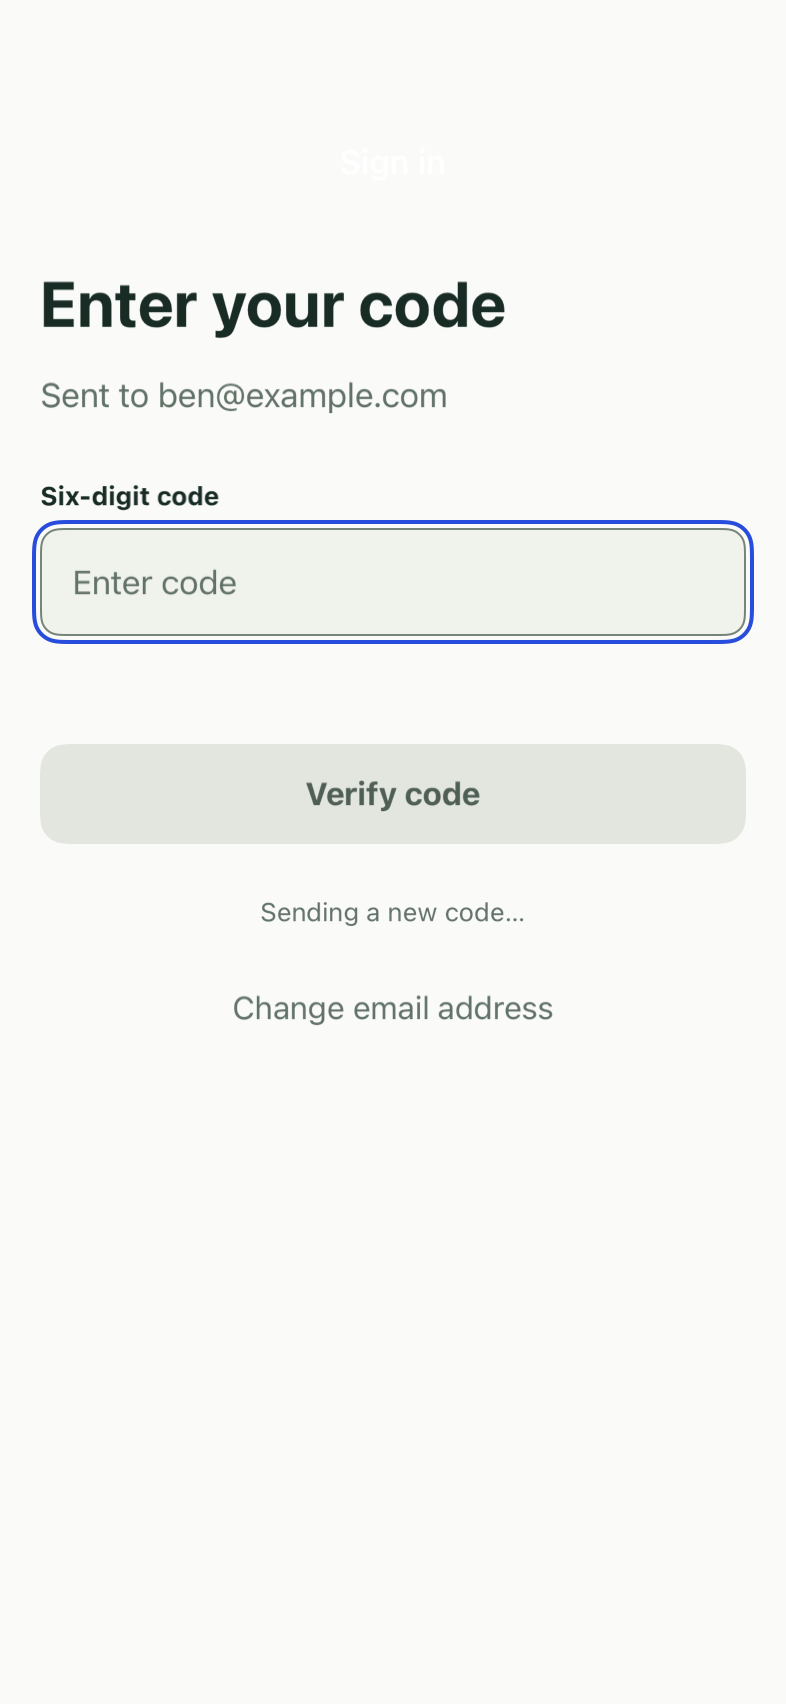 Sign in
Enter your code
Sent to ben@example.com
Six-digit code
Enter code
Verify code
Sending a new code...
Change email address